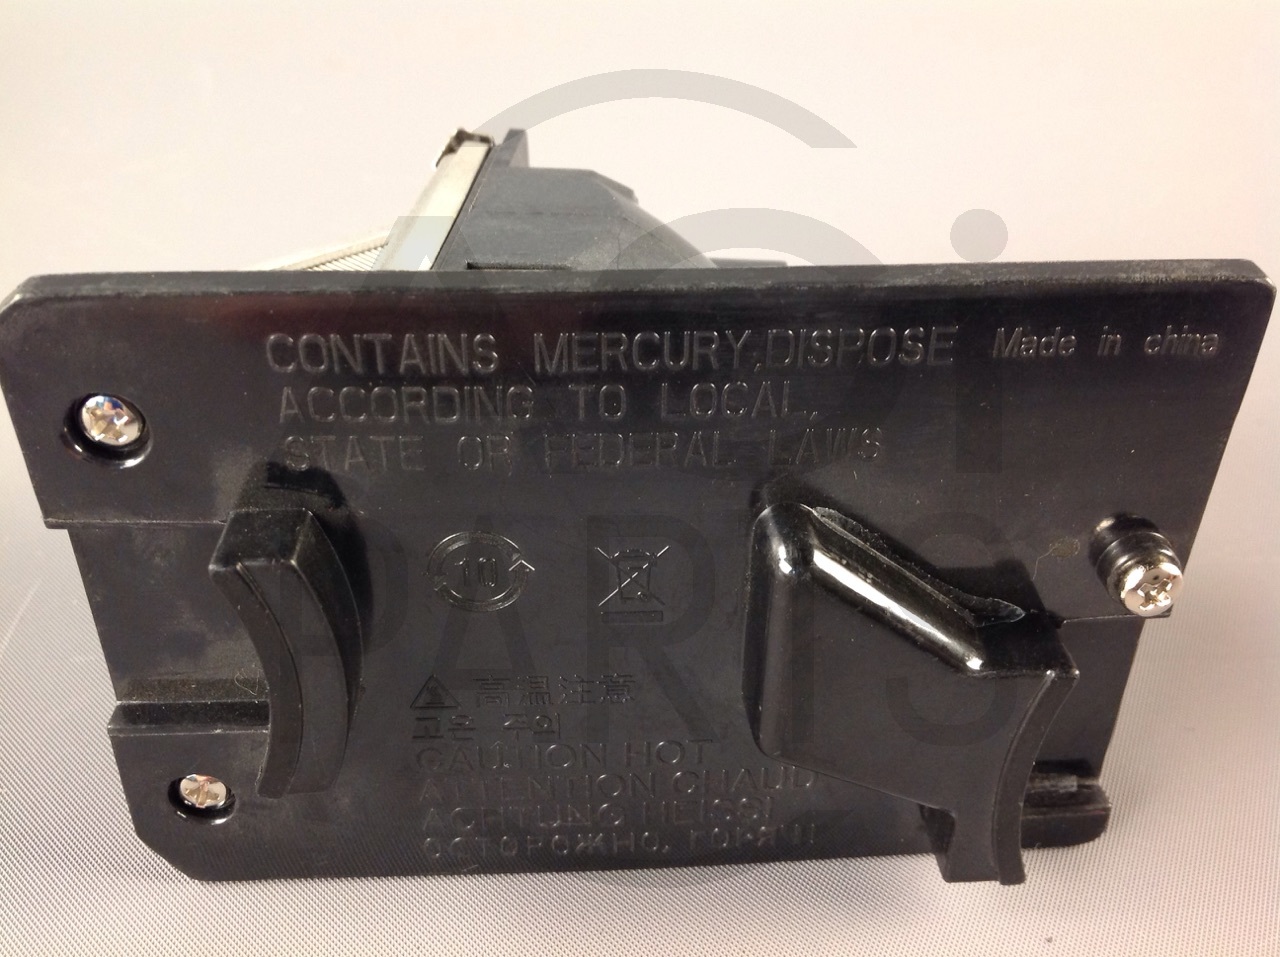 CONTAINS MERCURY,DISPOSE Made in china
ACCORDING TO LOCAL,
STATE OR FEDERAL LAWS
10
高温注意
고온 주의
CAUTION HOT
ATTENTION CHAUD
ACHTUNG HEISS!
ОСТОРОЖНО,
PARTS